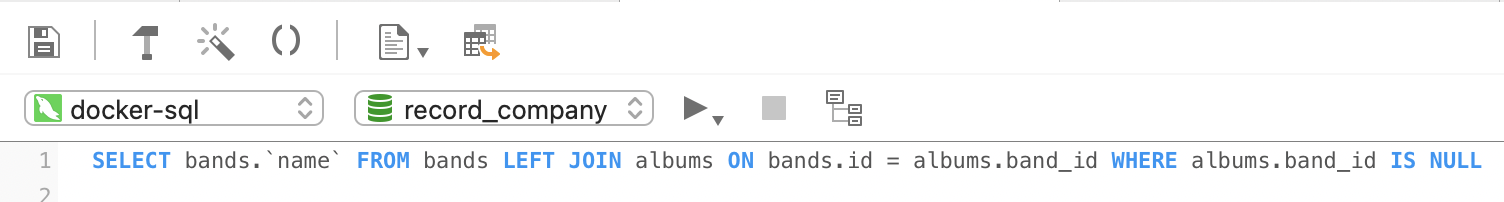 docker-sql record_company
1 SELECT bands.`name` FROM bands LEFT JOIN albums ON bands.id = albums.band_id WHERE albums.band_id IS NULL
2